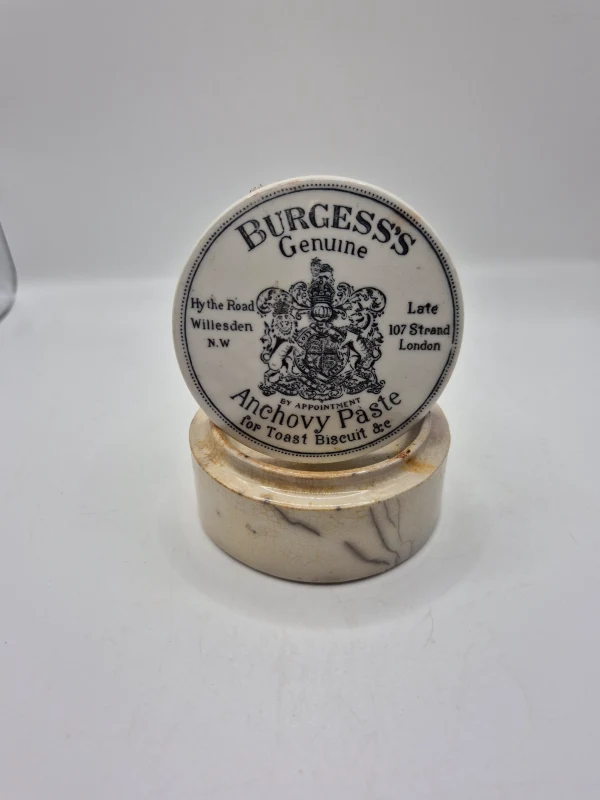 BURGESS'S
Genuine
Hythe Road
Willesden
N.W
Late
107 Strand
London
BY APPOINTMENT
Anchovy Paste
for Toast Biscuit &c